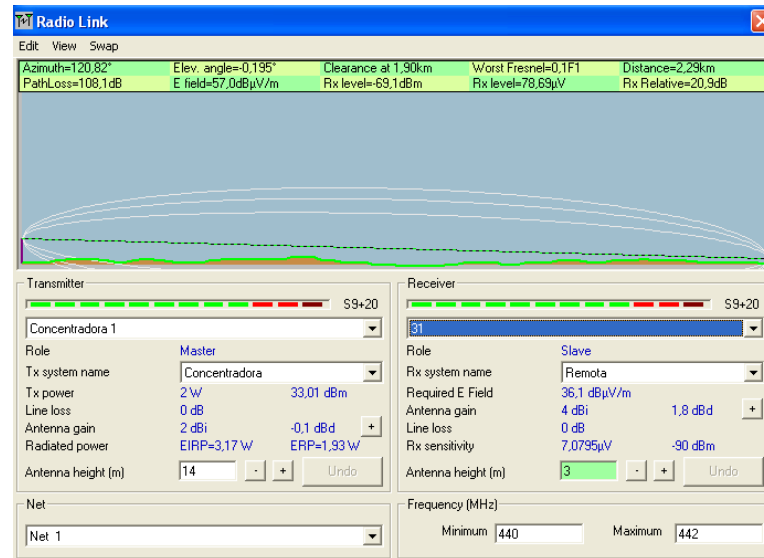 Radio Link
Edit View Swap
Azimuth=120,82° Elev. angle=-0,195° Clearance at 1,90km Worst Fresnel=0,1F1 Distance=2,29km
PathLoss=108,1dB E field=57,0dBµV/m Rx level=-69,1dBm Rx level=78,69µV Rx Relative=20,9dB
Transmitter
S9+20
Concentradora 1
Role Master
Tx system name Concentradora
Tx power 2 W 33,01 dBm
Line loss 0 dB
Antenna gain 2 dBi -0,1 dBd +
Radiated power EIRP=3,17 W ERP=1,93 W
Antenna height (m) 14 - + Undo
Receiver
S9+20
31
Role Slave
Rx system name Remota
Required E Field 36,1 dBµV/m
Antenna gain 4 dBi 1,8 dBd +
Line loss 0 dB
Rx sensitivity 7,0795µV -90 dBm
Antenna height (m) 3 - + Undo
Net
Net 1
Frequency (MHz)
Minimum 440 Maximum 442